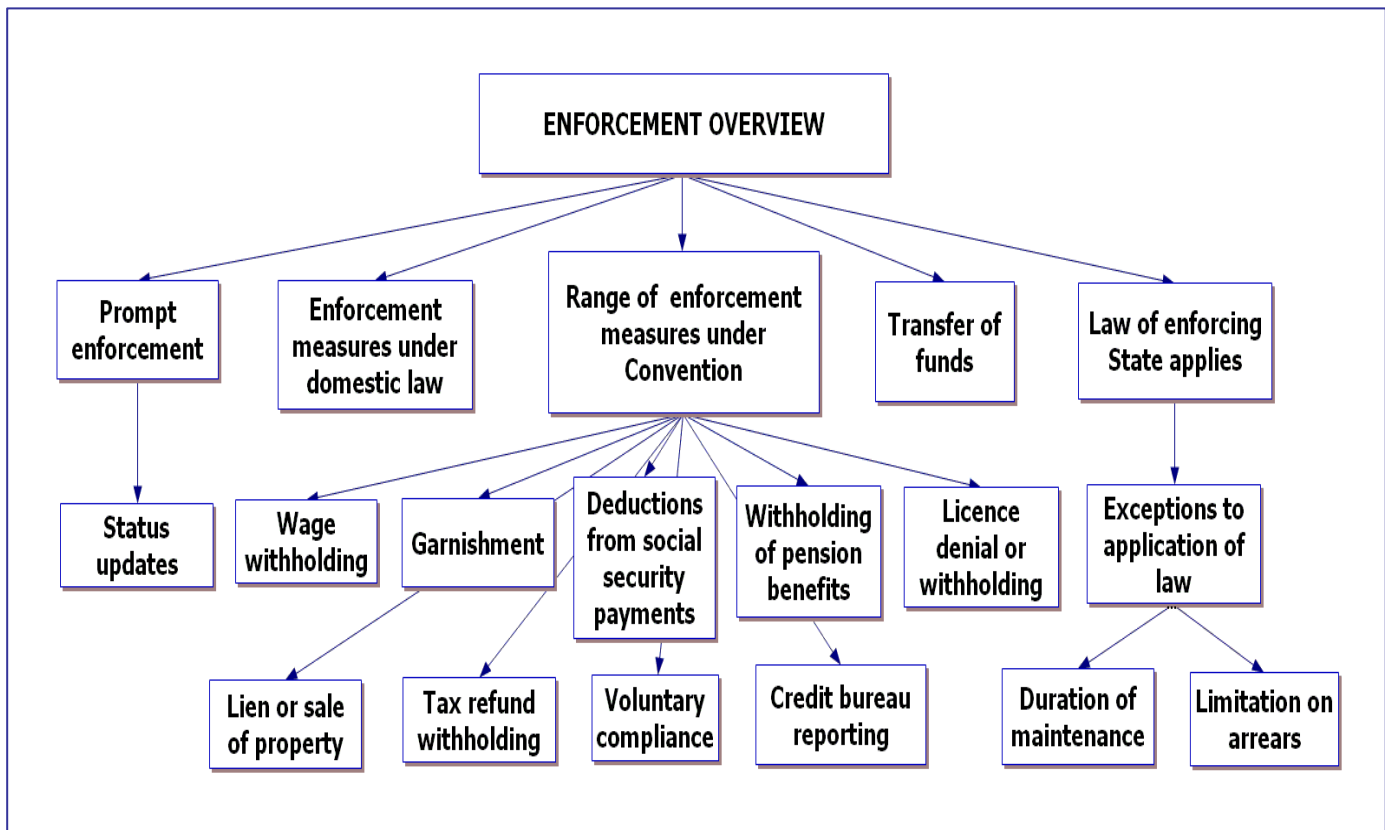 ENFORCEMENT OVERVIEW
Prompt
enforcement
Enforcement
measures under
domestic law
Range of enforcement
measures under
Convention
Transfer of
funds
Law of enforcing
State applies
Status
updates
Wage
withholding
Garnishment
Deductions
from social
security
payments
Withholding
of pension
benefits
Licence
denial or
withholding
Exceptions to
application of
law
Lien or sale
of property
Tax refund
withholding
Voluntary
compliance
Credit bureau
reporting
Duration of
maintenance
Limitation on
arrears